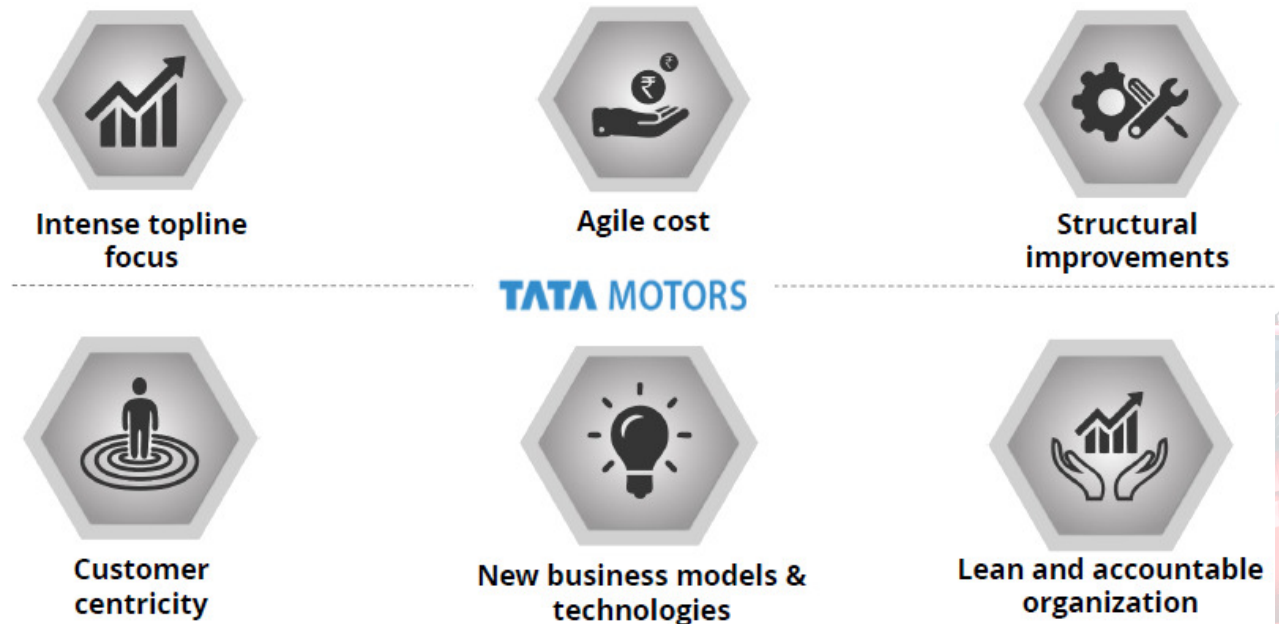 ₹
₹
Intense topline
focus
Agile cost
Structural
improvements
TATA MOTORS
Customer
centricity
New business models &
technologies
Lean and accountable
organization